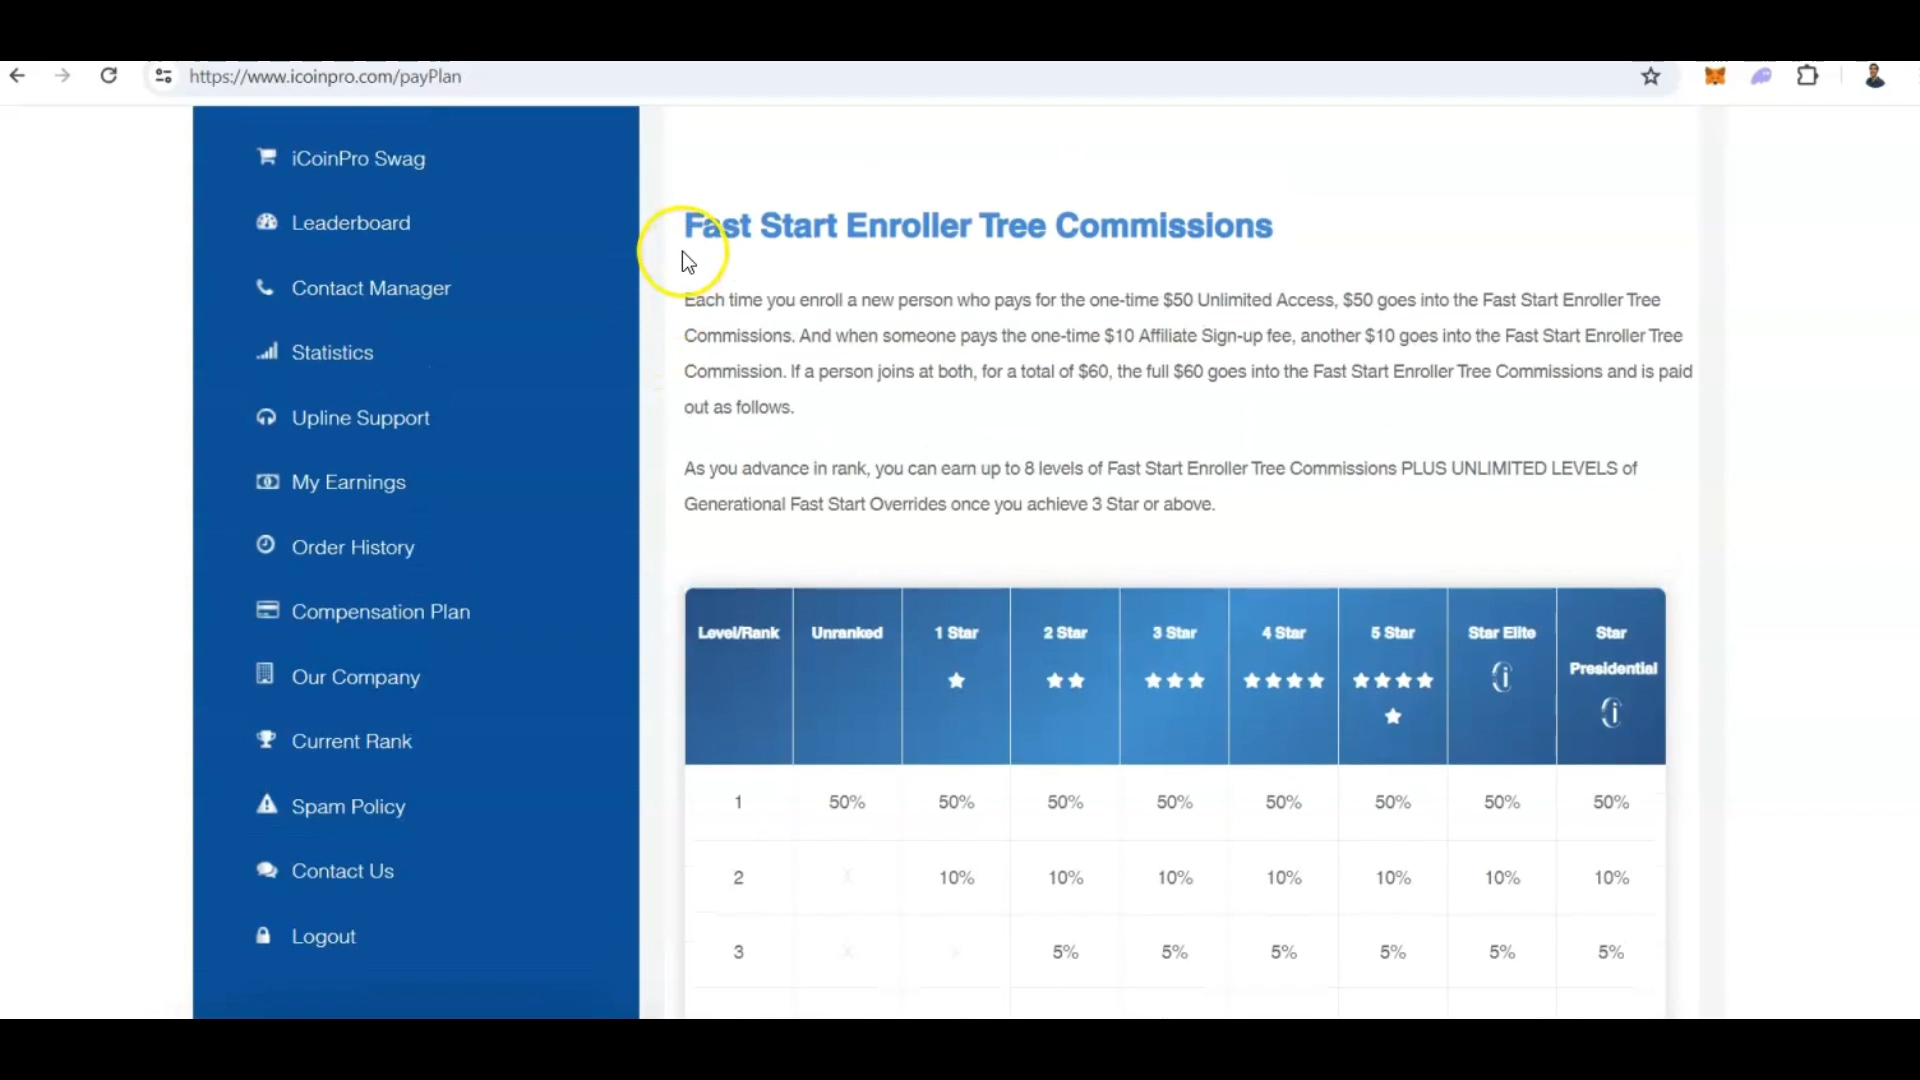 https://www.icoinpro.com/payPlan
iCoinPro Swag
Leaderboard
Contact Manager
Statistics
Upline Support
My Earnings
Order History
Compensation Plan
Our Company
Current Rank
Spam Policy
Contact Us
Logout
Fast Start Enroller Tree Commissions
Each time you enroll a new person who pays for the one-time $50 Unlimited Access, $50 goes into the Fast Start Enroller Tree
Commissions. And when someone pays the one-time $10 Affiliate Sign-up fee, another $10 goes into the Fast Start Enroller Tree
Commission. If a person joins at both, for a total of $60, the full $60 goes into the Fast Start Enroller Tree Commissions and is paid
out as follows.
As you advance in rank, you can earn up to 8 levels of Fast Start Enroller Tree Commissions PLUS UNLIMITED LEVELS of
Generational Fast Start Overrides once you achieve 3 Star or above.
Level/Rank Unranked 1 Star 2 Star 3 Star 4 Star 5 Star Star Elite Star
Presidential
1 50% 50% 50% 50% 50% 50% 50% 50%
2 X 10% 10% 10% 10% 10% 10% 10%
3 X X 5% 5% 5% 5% 5% 5%